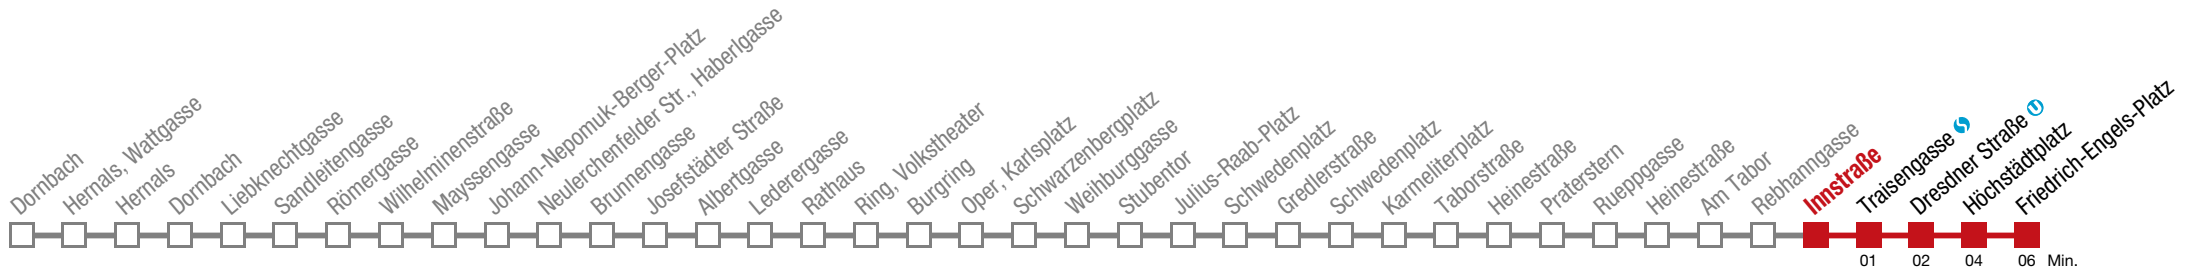 Dornbach
Hernals, Wattgasse
Hernals
Dornbach
Liebknechtgasse
Sandleitengasse
Römergasse
Wilhelminenstraße
Mayssengasse
Johann-Nepomuk-Berger-Platz
Neulerchenfelder Str., Haberlgasse
Brunnengasse
Josefstädter Straße
Albertgasse
Lederergasse
Rathaus
Ring, Volkstheater
Burgring
Oper, Karlsplatz
Schwarzenbergplatz
Weihburggasse
Stubentor
Julius-Raab-Platz
Schwedenplatz
Gredlerstraße
Schwedenplatz
Karmeliterplatz
Taborstraße
Heinestraße
Praterstern
Rueppgasse
Heinestraße
Am Tabor
Rebhanngasse
Innstraße
Traisengasse S
Dresdner Straße U
Höchstädtplatz
Friedrich-Engels-Platz
01 02 04 06 Min.